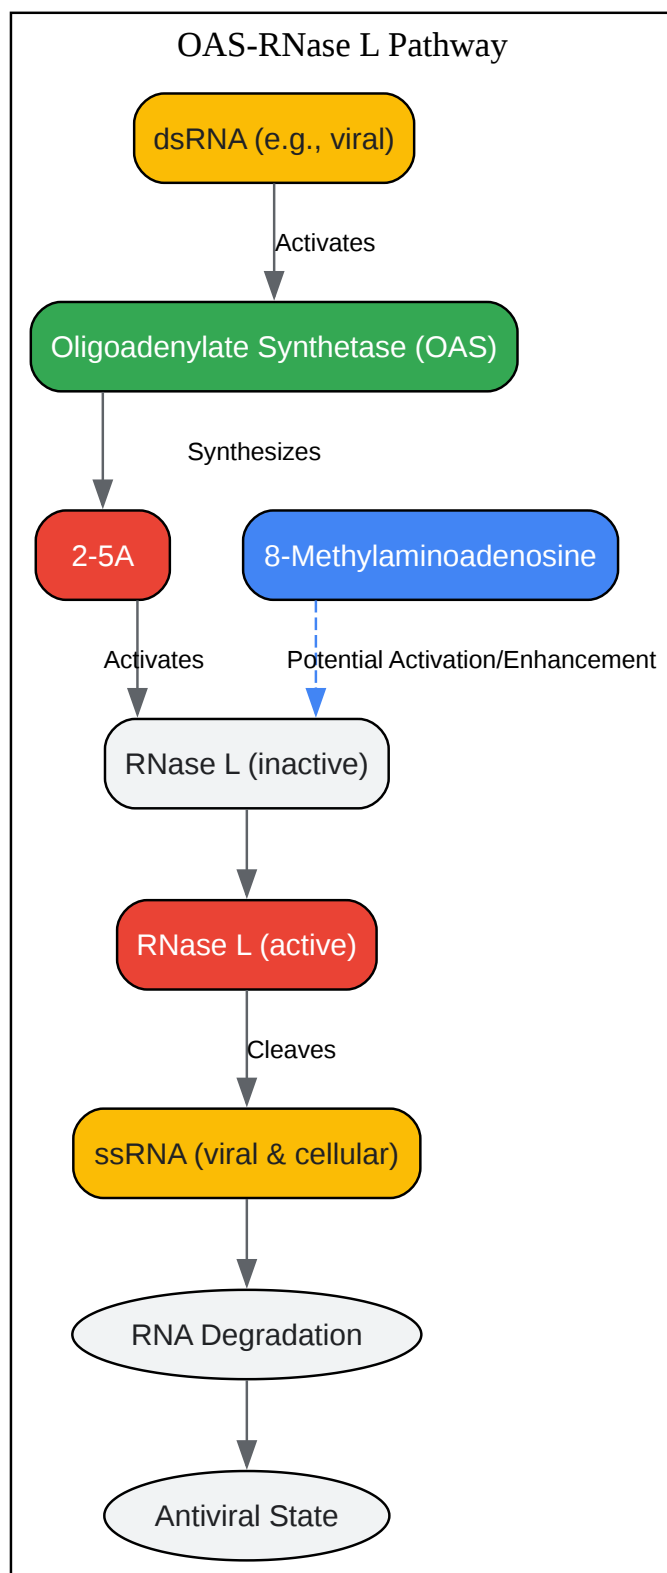 OAS-RNase L Pathway
dsRNA (e.g., viral)
Activates
Oligoadenylate Synthetase (OAS)
Synthesizes
2-5A
8-Methylaminoadenosine
Activates
Potential Activation/Enhancement
RNase L (inactive)
RNase L (active)
Cleaves
ssRNA (viral & cellular)
RNA Degradation
Antiviral State